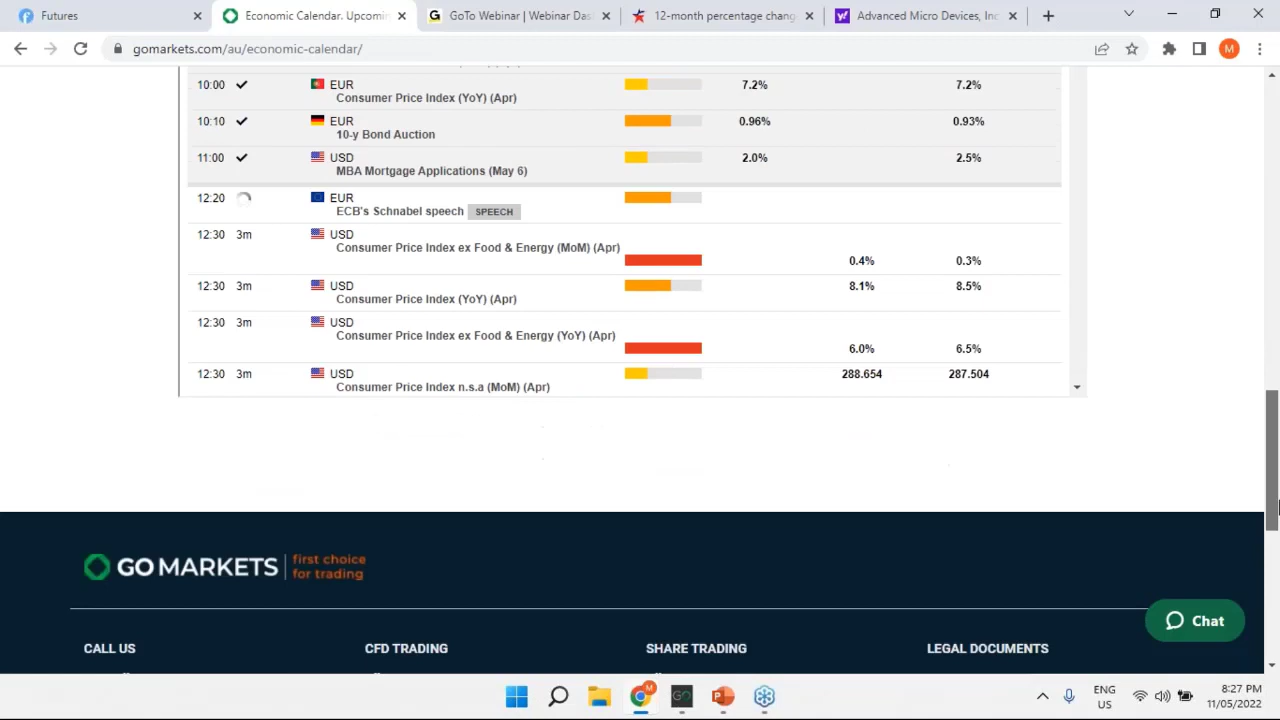 Futures
Economic Calendar. Upcomin
GoTo Webinar | Webinar Das
12-month percentage chang
Advanced Micro Devices, Inc
gomarkets.com/au/economic-calendar/
M
10:00 EUR 7.2% 7.2%
Consumer Price Index (YoY) (Apr)
10:10 EUR 0.96% 0.93%
10-y Bond Auction
11:00 USD 2.0% 2.5%
MBA Mortgage Applications (May 6)
12:20 EUR
ECB's Schnabel speech SPEECH
12:30 3m USD
Consumer Price Index ex Food & Energy (MoM) (Apr)
0.4% 0.3%
12:30 3m USD 8.1% 8.5%
Consumer Price Index (YoY) (Apr)
12:30 3m USD
Consumer Price Index ex Food & Energy (YoY) (Apr)
6.0% 6.5%
12:30 3m USD 288.654 287.504
Consumer Price Index n.s.a (MoM) (Apr)
GO MARKETS first choice
for trading
Chat
CALL US CFD TRADING SHARE TRADING LEGAL DOCUMENTS
ENG
US
8:27 PM
11/05/2022